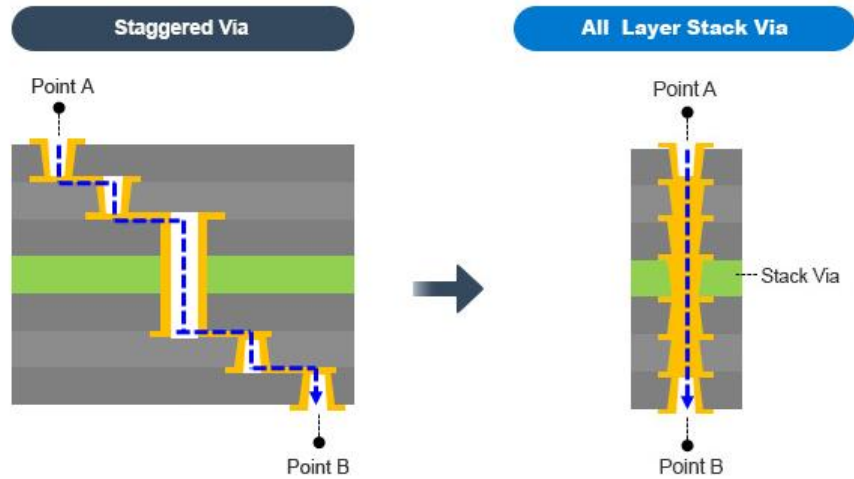 Staggered Via
All Layer Stack Via
Point A
Point A
Stack Via
Point B
Point B